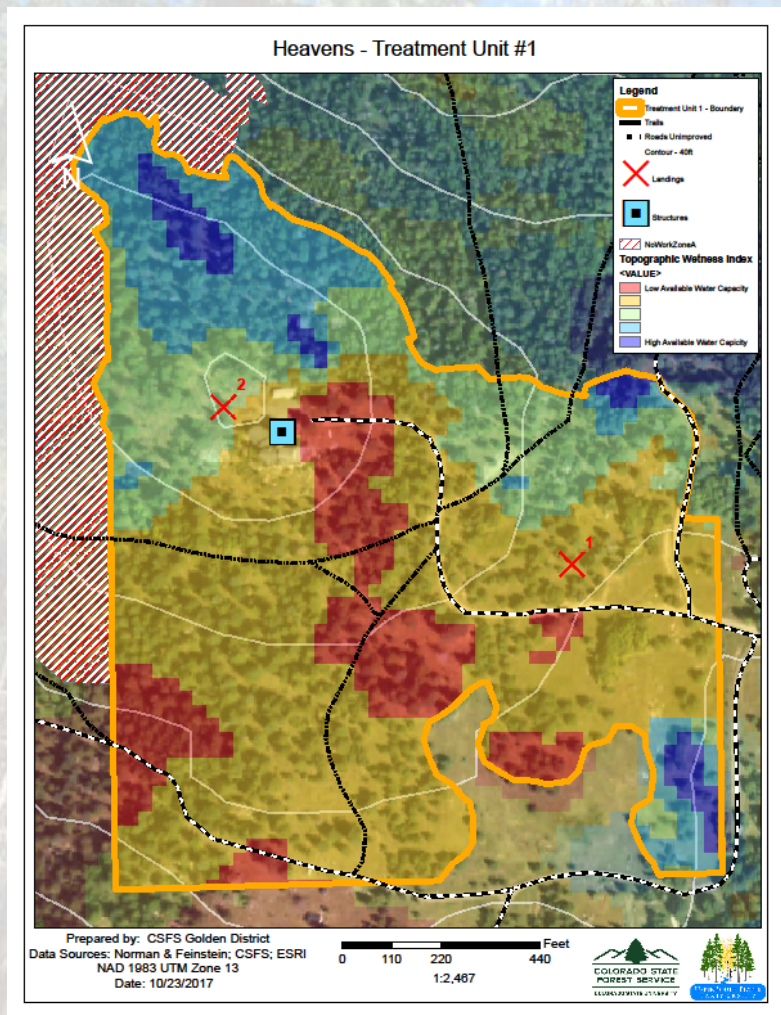 Heavens - Treatment Unit #1
Legend
Treatment Unit 1 - Boundary
Trails
Roads Unimproved
Contour - 40ft
Landings
Structures
NoWorkZoneA
Topographic Wetness Index
<VALUE>
Low Available Water Capacity
High Available Water Capicity
N
2
1
Prepared by: CSFS Golden District
Data Sources: Norman & Feinstein; CSFS; ESRI
NAD 1983 UTM Zone 13
Date: 10/23/2017
Feet
0 110 220 440
1:2,467
COLORADO STATE
FOREST SERVICE
COLORADO STATE UNIVERSITY